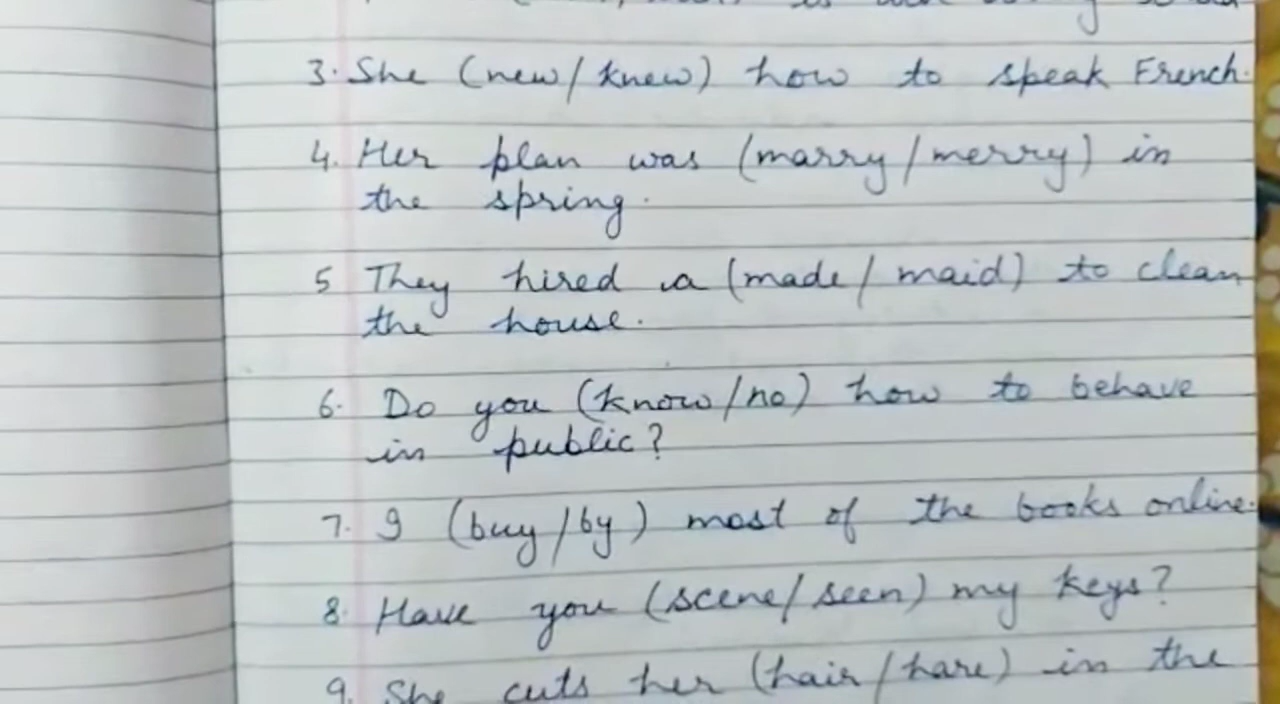 3. She (new/knew) how to speak French.
4. Her plan was (marry/merry) in
the spring.
5 They hired a (made/maid) to clean
the house.
6. Do you (know/no) how to behave
in public?
7. I (buy/by) most of the books online.
8. Have you (scene/seen) my keys?
9. She cuts her (hair/hare) in the